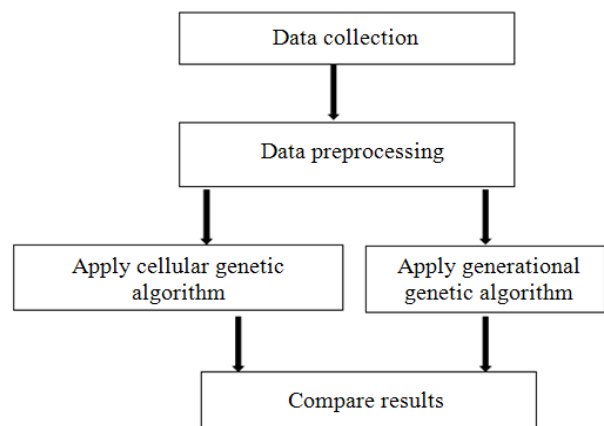 Data collection
Data preprocessing
Apply cellular genetic
algorithm
Apply generational
genetic algorithm
Compare results